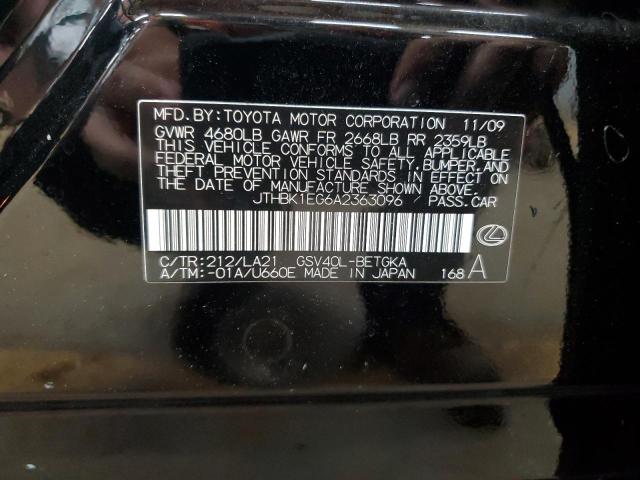 MFD.BY:TOYOTA MOTOR CORPORATION 11/09
GVWR 4680LB GAWR FR 2668LB RR 2359LB
THIS VEHICLE CONFORMS TO ALL APPLICABLE
FEDERAL MOTOR VEHICLE SAFETY,BUMPER,AND
THEFT PREVENTION STANDARDS IN EFFECT ON
THE DATE OF MANUFACTURE SHOWN ABOVE.
JTHBK1EG6A2363096 / PASS.CAR
C/TR:212/LA21 GSV40L-BETGKA
A/TM:-01A/U660E MADE IN JAPAN 168 A